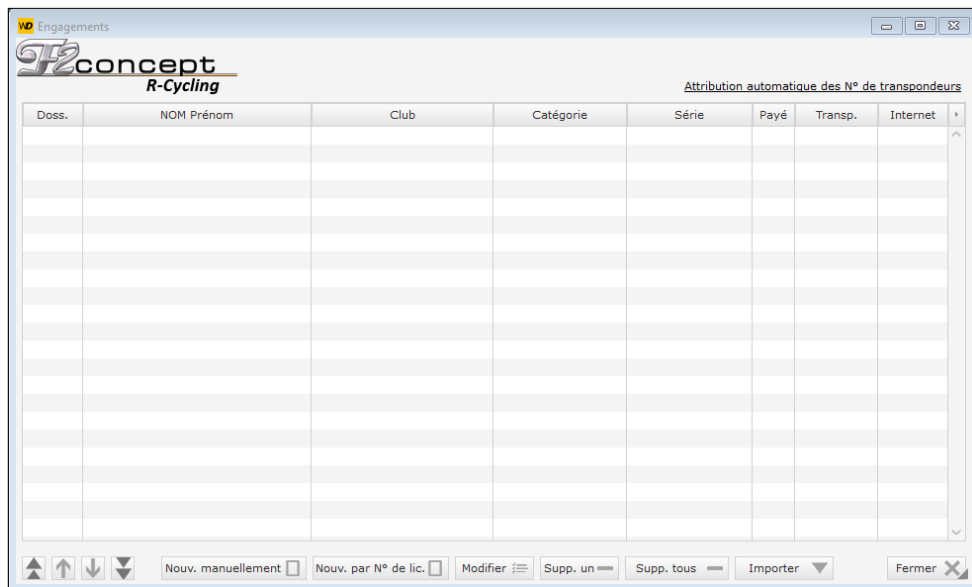 WD Engagements
F2concept
R-Cycling
Attribution automatique des N° de transpondeurs
Doss. NOM Prénom Club Catégorie Série Payé Transp. Internet
Nouv. manuellement Nouv. par N° de lic. Modifier Supp. un Supp. tous Importer Fermer